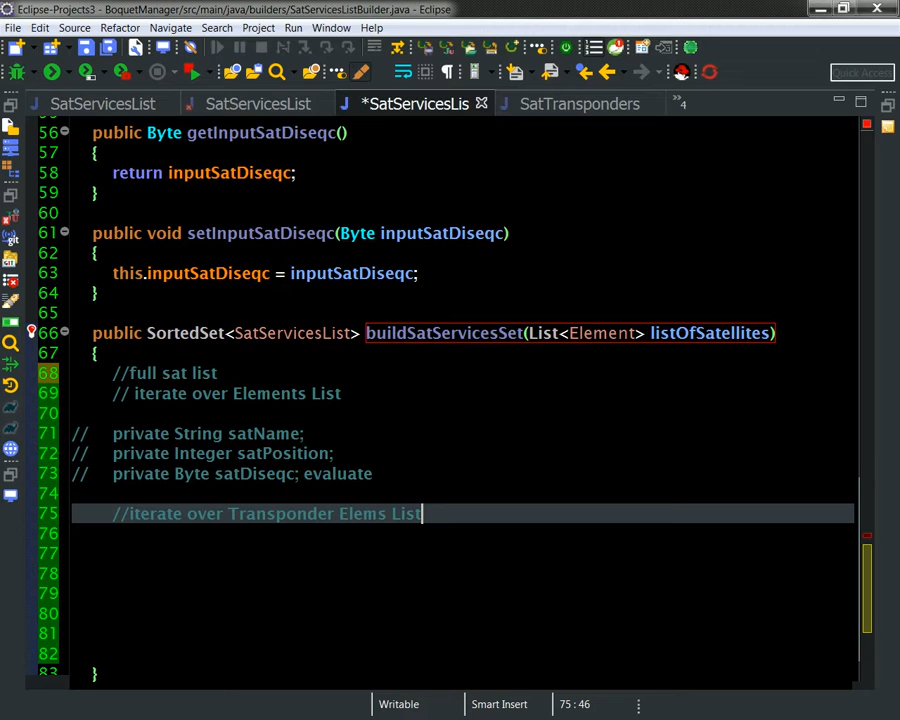 Eclipse-Projects3 - BoquetManager/src/main/java/builders/SatServicesListBuilder.java - Eclipse
File Edit Source Refactor Navigate Search Project Run Window Help
Quick Access
SatServicesList SatServicesList *SatServicesLis SatTransponders »4
56 public Byte getInputSatDiseqc()
57 {
58 return inputSatDiseqc;
59 }
60
61 public void setInputSatDiseqc(Byte inputSatDiseqc)
62 {
63 this.inputSatDiseqc = inputSatDiseqc;
64 }
65
66 public SortedSet<SatServicesList> buildSatServicesSet(List<Element> listOfSatellites)
67 {
68 //full sat list
69 // iterate over Elements List
70
71 // private String satName;
72 // private Integer satPosition;
73 // private Byte satDiseqc; evaluate
74
75 //iterate over Transponder Elems List
76
77
78
79
80
81
82
83 }
Writable Smart Insert 75 : 46